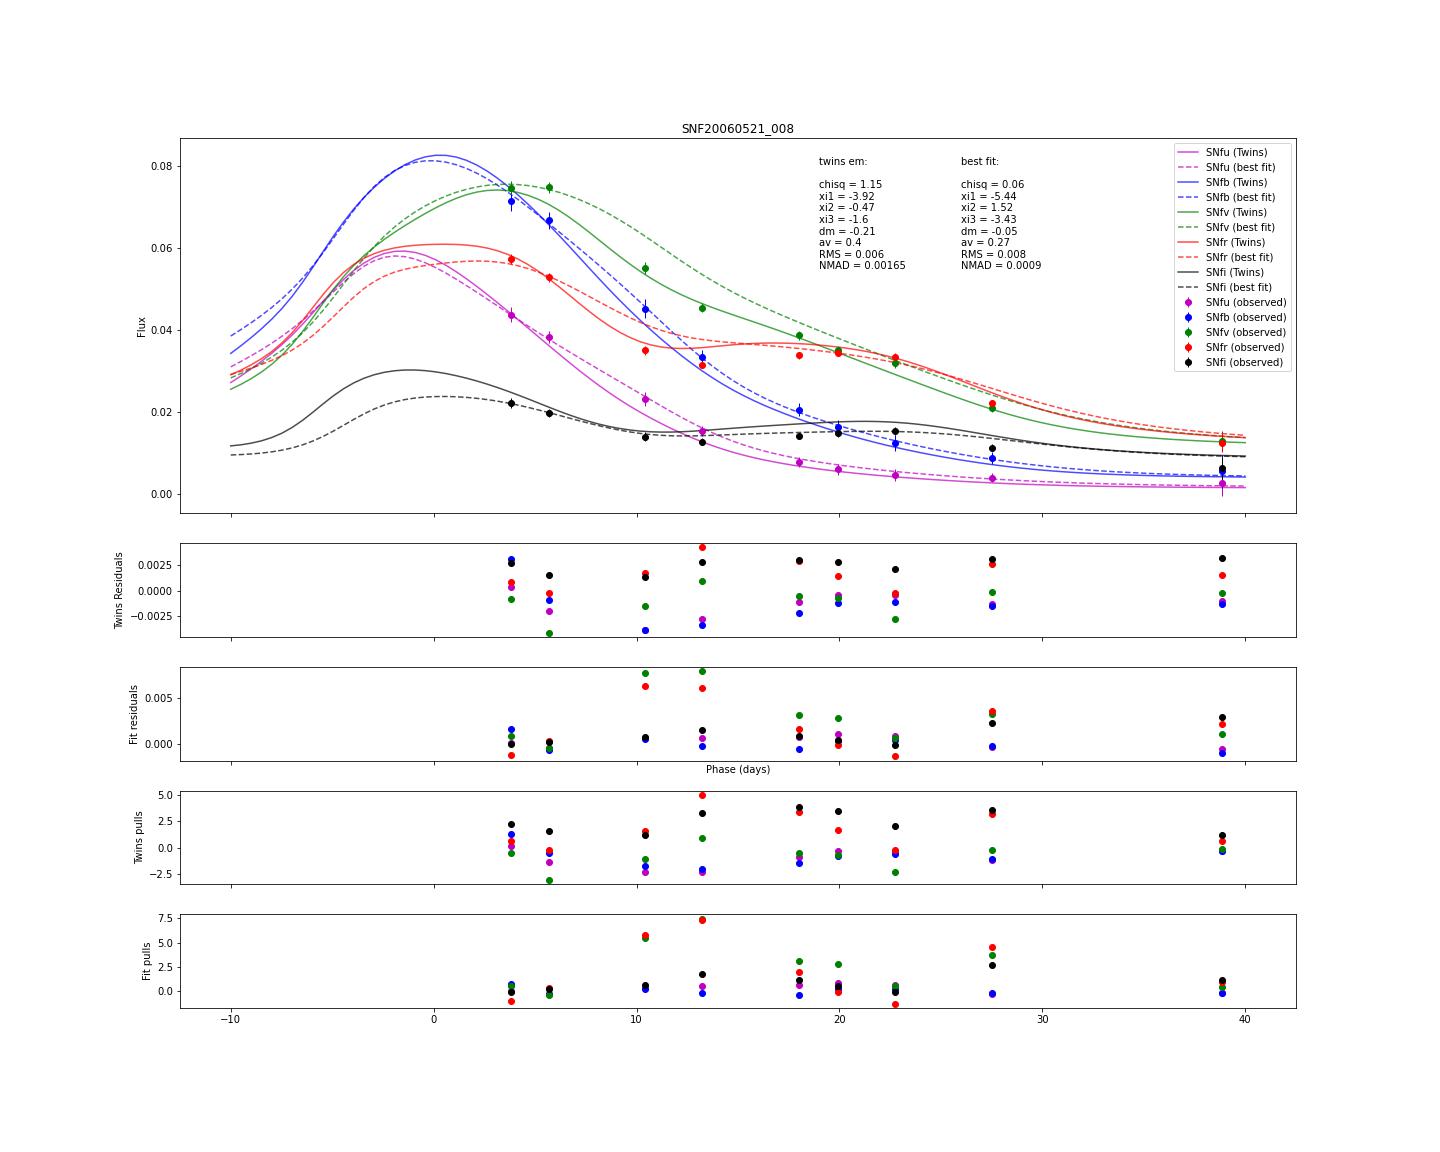 SNF20060521_008
Flux
0.08
0.06
0.04
0.02
0.00
twins em:
chisq = 1.15
xi1 = -3.92
xi2 = -0.47
xi3 = -1.6
dm = -0.21
av = 0.4
RMS = 0.006
NMAD = 0.00165
best fit:
chisq = 0.06
xi1 = -5.44
xi2 = 1.52
xi3 = -3.43
dm = -0.05
av = 0.27
RMS = 0.008
NMAD = 0.0009
SNfu (Twins)
SNfu (best fit)
SNfb (Twins)
SNfb (best fit)
SNfv (Twins)
SNfv (best fit)
SNfr (Twins)
SNfr (best fit)
SNfi (Twins)
SNfi (best fit)
SNfu (observed)
SNfb (observed)
SNfv (observed)
SNfr (observed)
SNfi (observed)
Twins Residuals
0.0025
0.0000
−0.0025
Fit residuals
0.005
0.000
Phase (days)
Twins pulls
5.0
2.5
0.0
−2.5
Fit pulls
7.5
5.0
2.5
0.0
−10 0 10 20 30 40